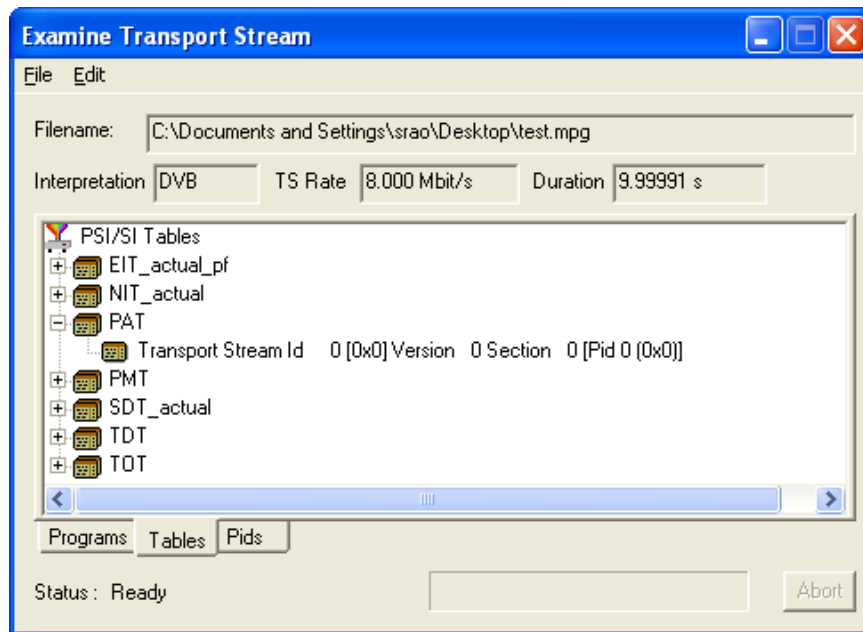 Examine Transport Stream
File Edit
Filename: C:\Documents and Settings\srao\Desktop\test.mpg
Interpretation DVB TS Rate 8.000 Mbit/s Duration 9.99991 s
PSI/SI Tables
EIT_actual_pf
NIT_actual
PAT
Transport Stream Id 0 [0x0] Version 0 Section 0 [Pid 0 (0x0)]
PMT
SDT_actual
TDT
TOT
Programs Tables Pids
Status : Ready Abort